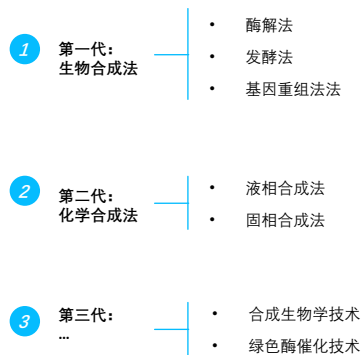 1
第一代：
生物合成法
• 酶解法
• 发酵法
• 基因重组法法
2
第二代：
化学合成法
• 液相合成法
• 固相合成法
3
第三代：
…
• 合成生物学技术
• 绿色酶催化技术